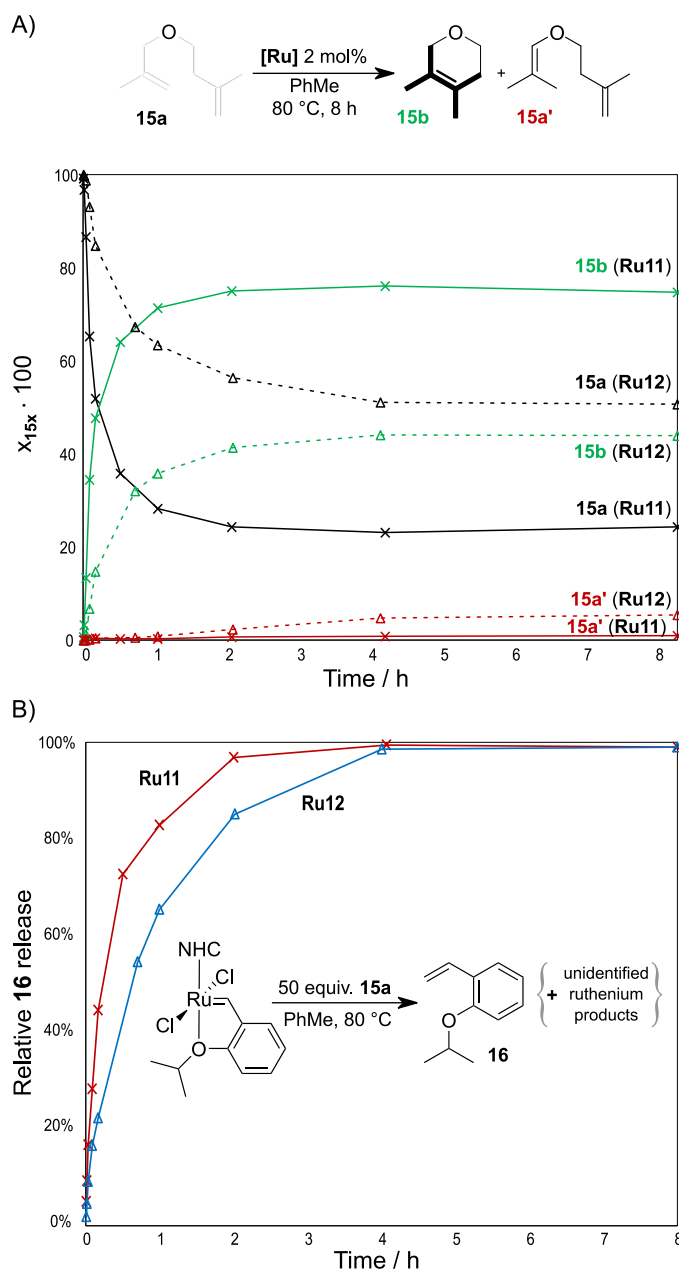 A)
O
O
[Ru] 2 mol%
PhMe
80 °C, 8 h
+
15a
15b
15a'
100
80
60
40
20
0
x15x · 100
15b (Ru11)
15a (Ru12)
15b (Ru12)
15a (Ru11)
15a' (Ru12)
15a' (Ru11)
0 1 2 3 4 5 6 7 8
Time / h
B)
100%
80%
60%
40%
20%
0%
Relative 16 release
Ru11
Ru12
NHC
Cl
Ru
Cl
O
50 equiv. 15a
PhMe, 80 °C
O
16
+
unidentified
ruthenium
products
0 1 2 3 4 5 6 7 8
Time / h